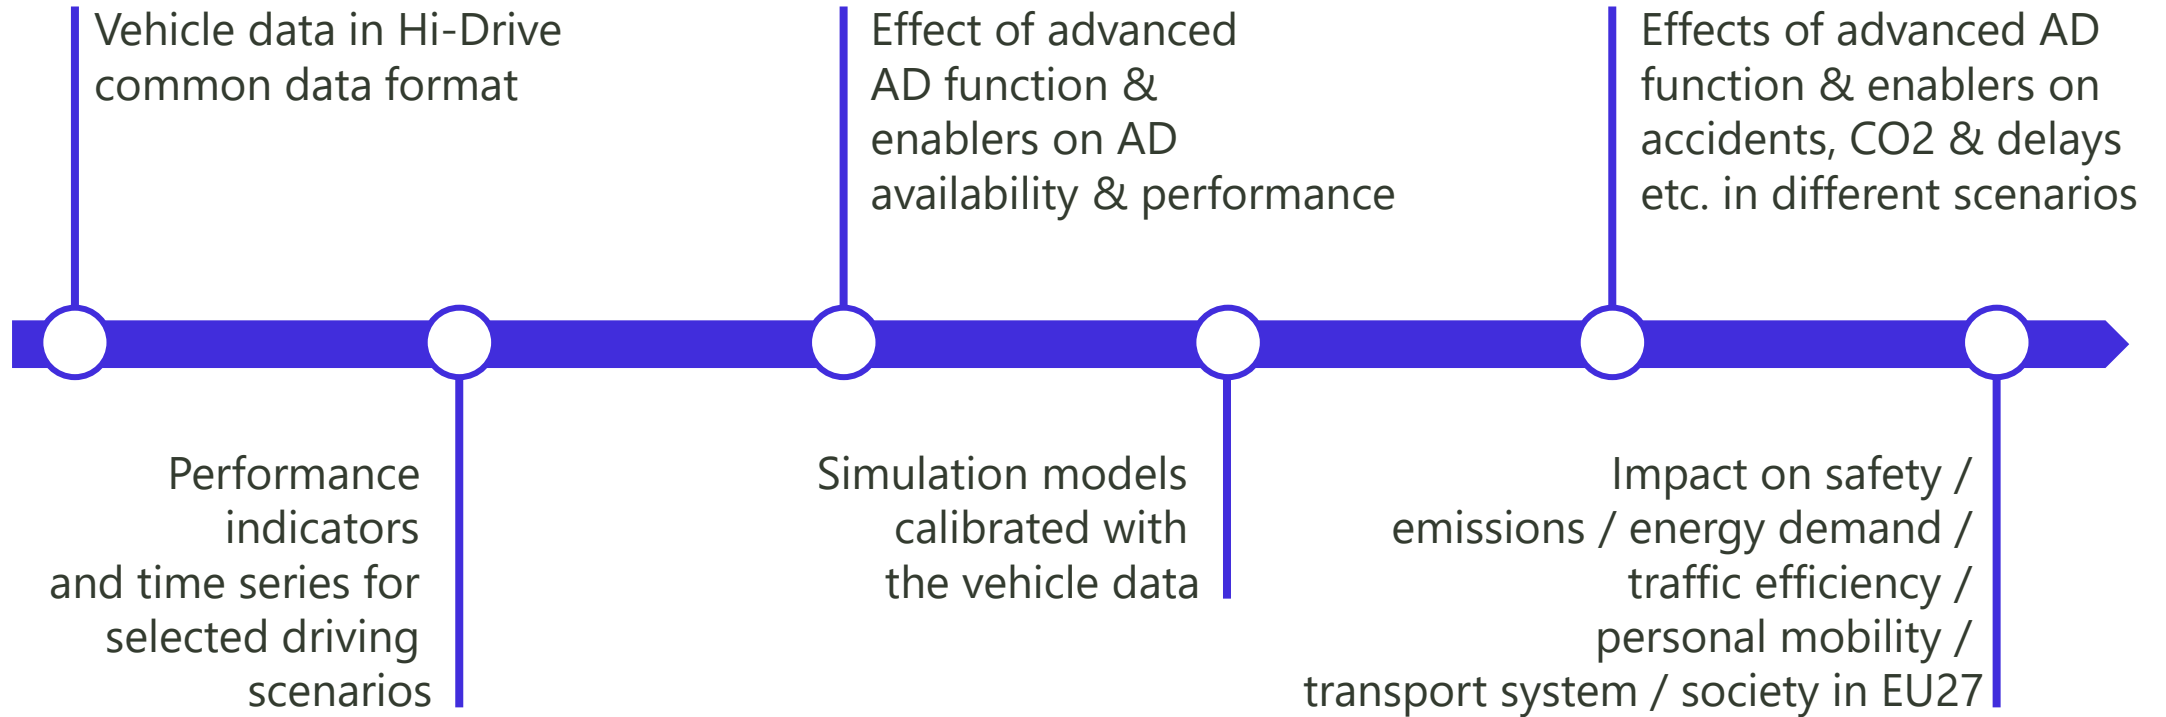 Vehicle data in Hi-Drive
common data format
Performance
indicators
and time series for
selected driving
scenarios
Effect of advanced
AD function &
enablers on AD
availability & performance
Simulation models
calibrated with
the vehicle data
Effects of advanced AD
function & enablers on
accidents, CO2 & delays
etc. in different scenarios
Impact on safety /
emissions / energy demand /
traffic efficiency /
personal mobility /
transport system / society in EU27